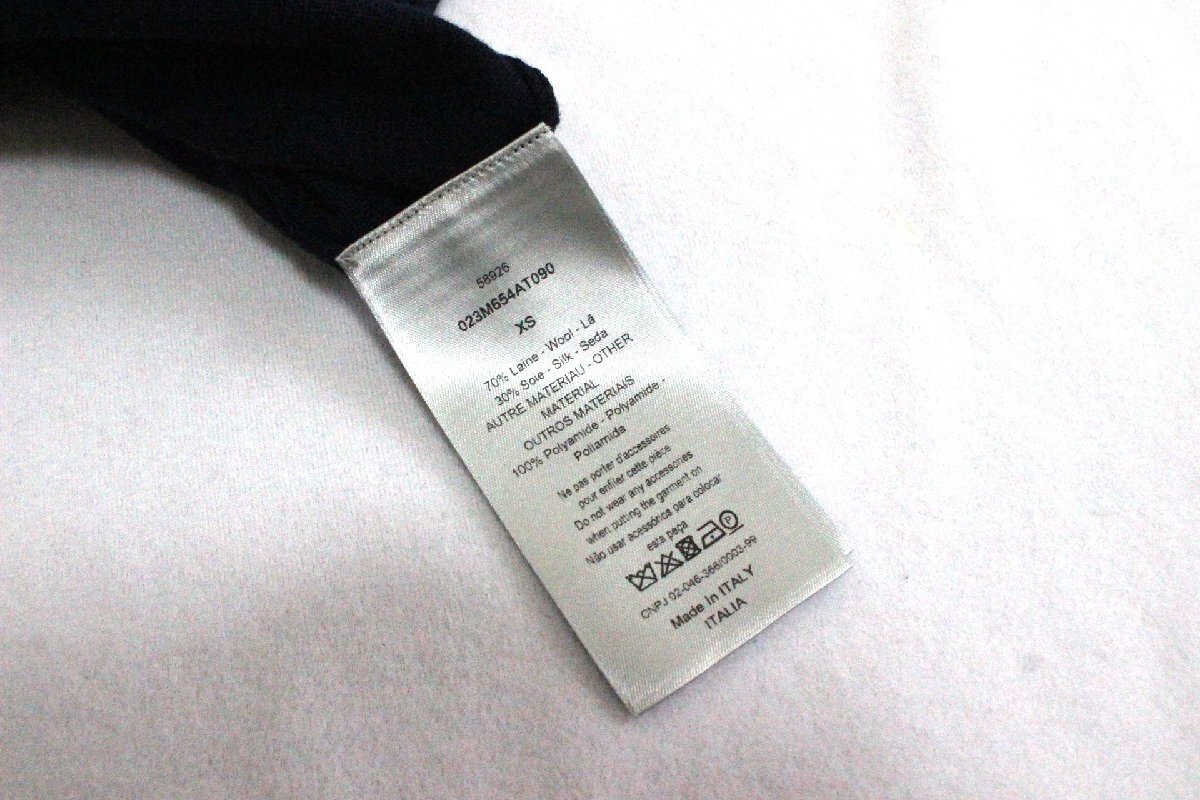 58926
023M654AT090
XS
70% Laine - Wool - Lã
30% Soie - Silk - Seda
AUTRE MATERIAU - OTHER
MATERIAL
OUTROS MATERIAIS
100% Polyamide - Polyamide -
Poliamida
Ne pas porter d'accessoires
pour enfiler cette pièce
Do not wear any accessories
when putting the garment on
Não usar acessórica para colocar
esta peça
P
CNPJ 02-046-366/0003-99
Made In ITALY
ITALIA